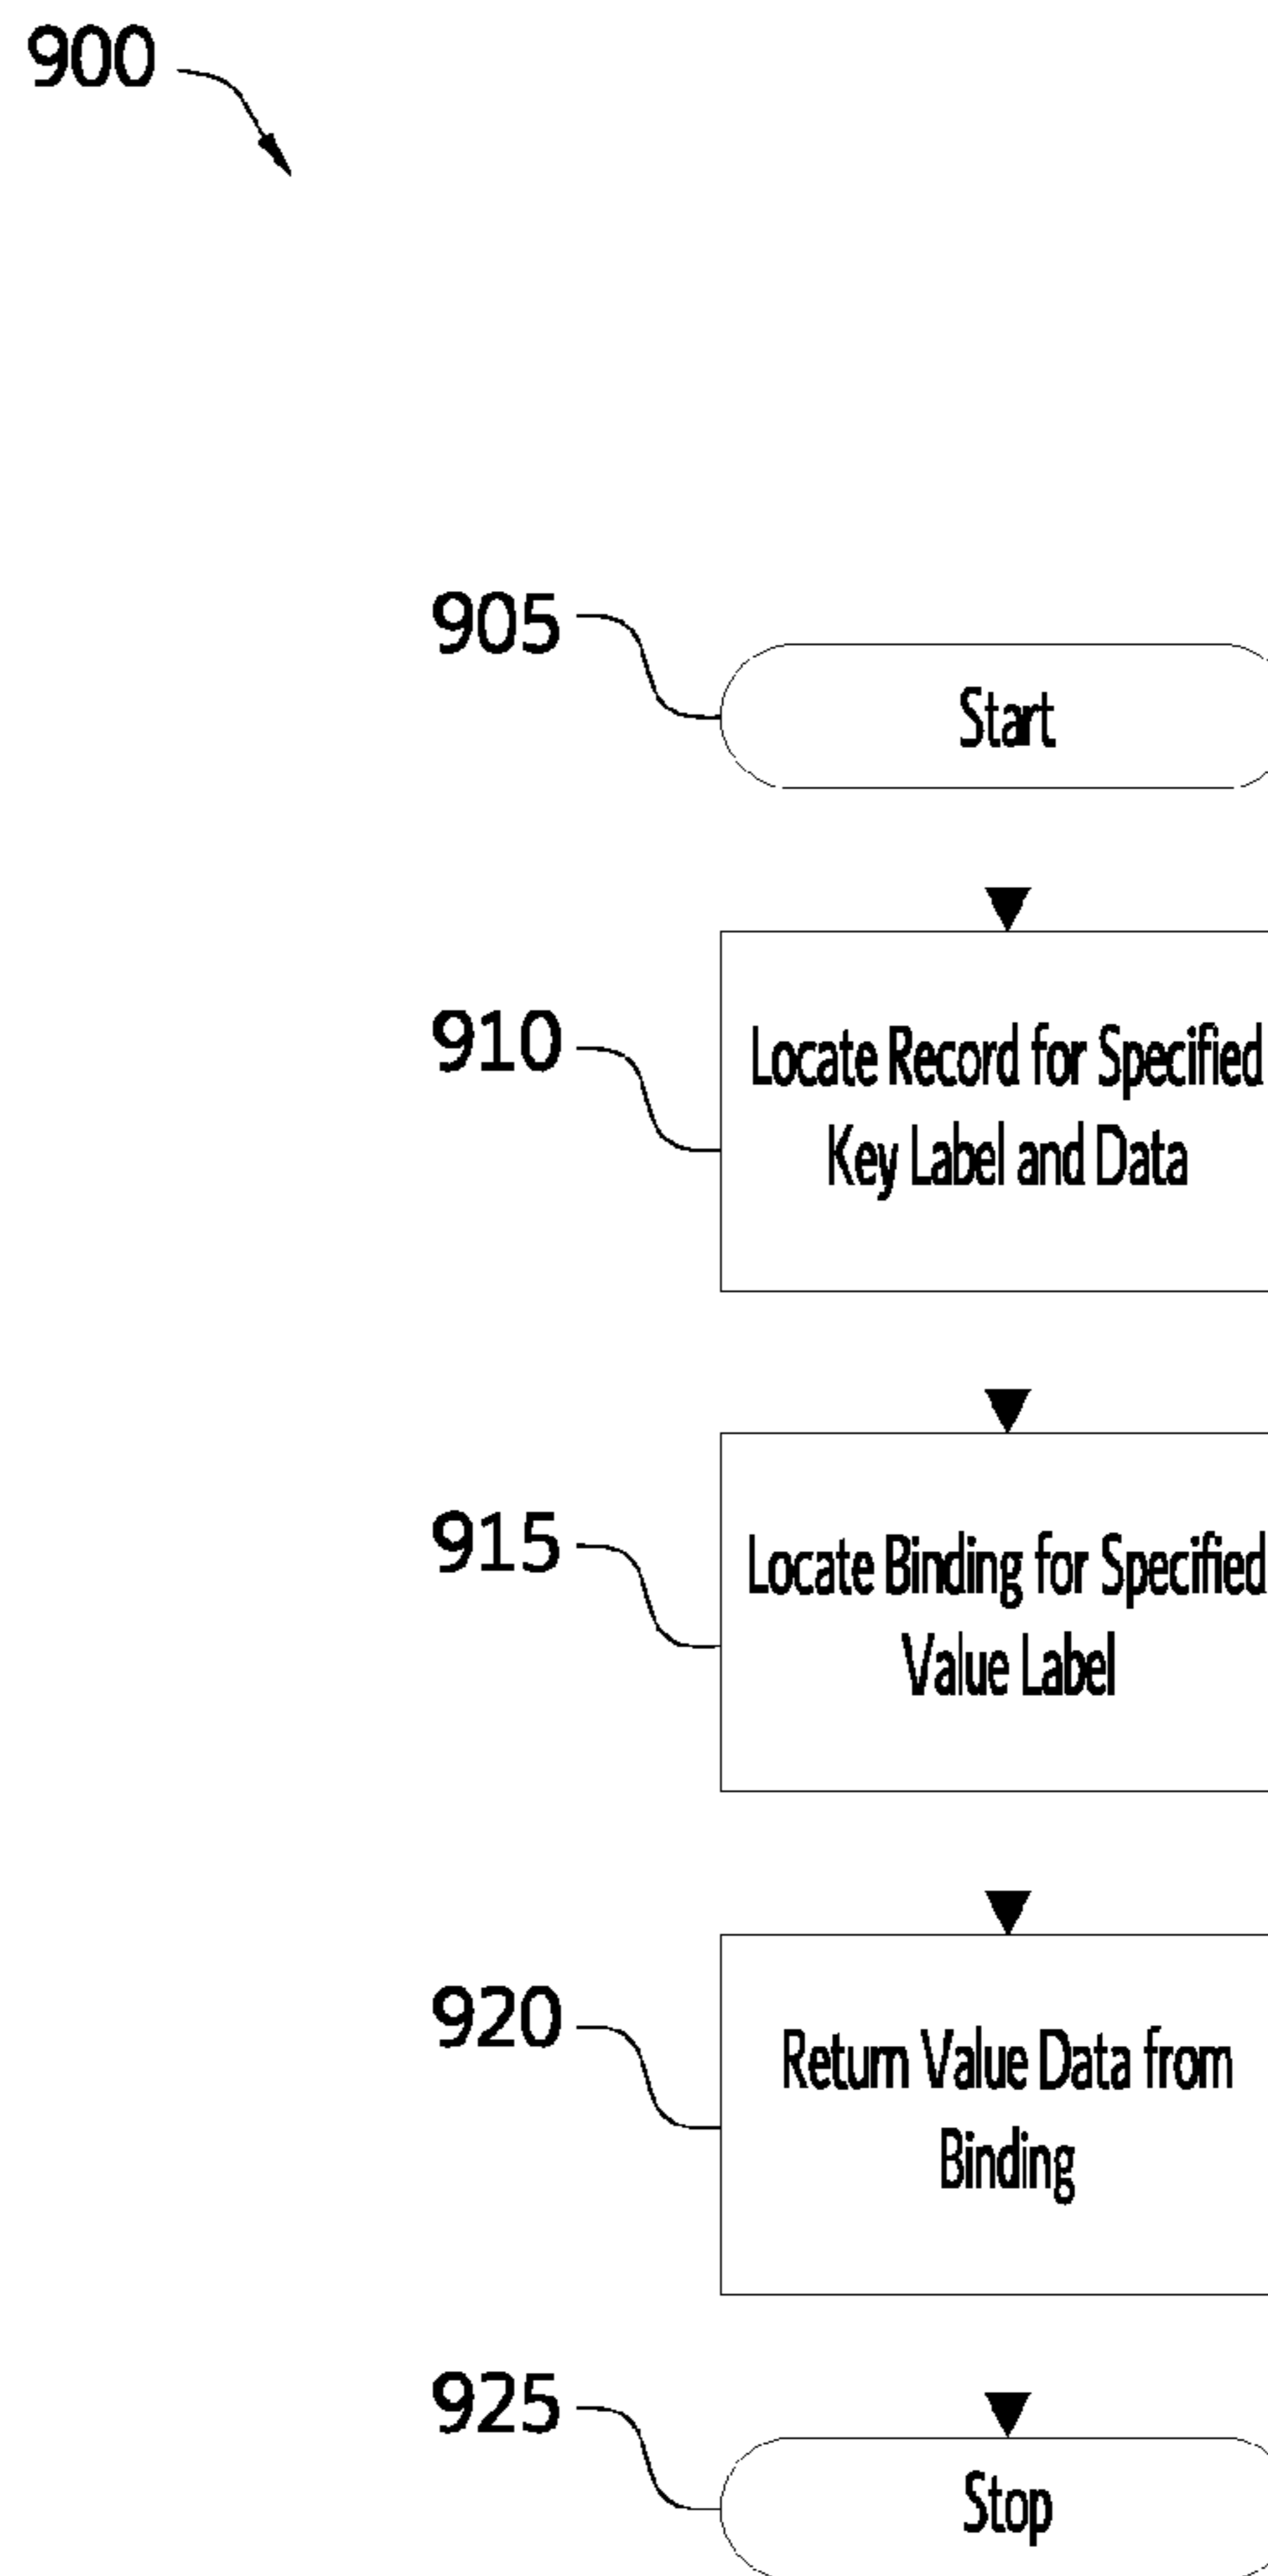 900
905
Start
910
Locate Record for Specified
Key Label and Data
915
Locate Binding for Specified
Value Label
920
Return Value Data from
Binding
925
Stop